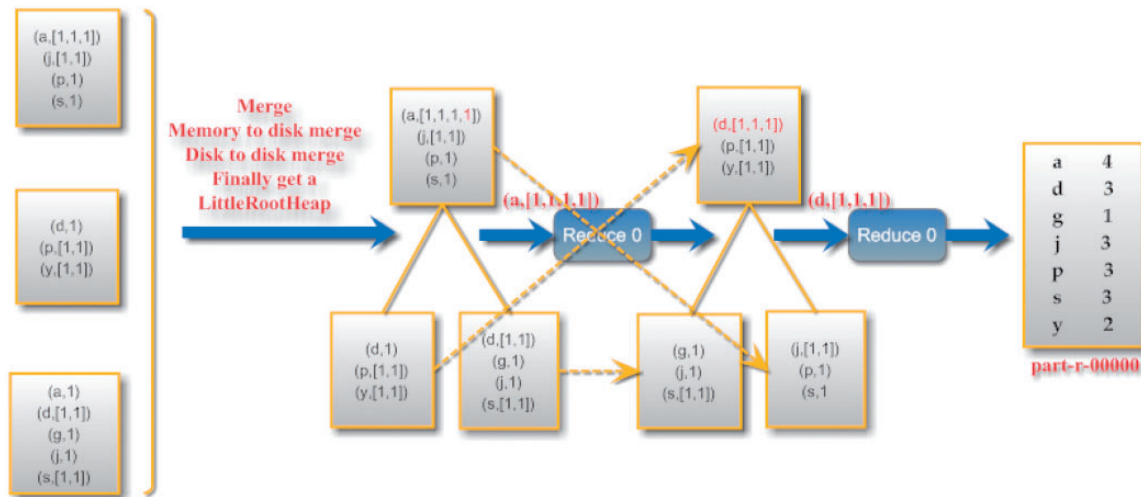 (a,[1,1,1])
(j,[1,1])
(p,1)
(s,1)
(d,1)
(p,[1,1])
(y,[1,1])
(a,1)
(d,[1,1])
(g,1)
(j,1)
(s,[1,1])
Merge
Memory to disk merge
Disk to disk merge
Finally get a
LittleRootHeap
(a,[1,1,1,1])
(j,[1,1])
(p,1)
(s,1)
(d,1)
(p,[1,1])
(y,[1,1])
(d,[1,1])
(g,1)
(j,1)
(s,[1,1])
(a,[1,1,1,1])
Reduce 0
(d,[1,1,1])
(p,[1,1])
(y,[1,1])
(g,1)
(j,1)
(s,[1,1])
(j,[1,1])
(p,1)
(s,1
(d,[1,1,1])
Reduce 0
a 4
d 3
g 1
j 3
p 3
s 3
y 2
part-r-00000